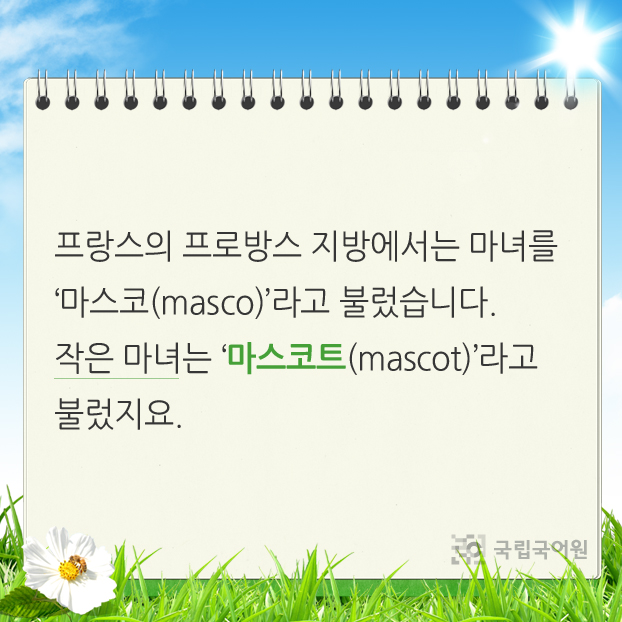 프랑스의 프로방스 지방에서는 마녀를
‘마스코(masco)’라고 불렀습니다.
작은 마녀는 ‘마스코트(mascot)’라고
불렀지요.
국립국어원